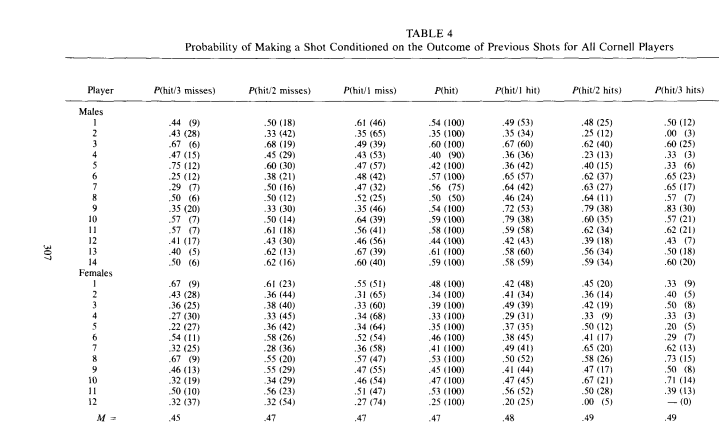 TABLE 4
Probability of Making a Shot Conditioned on the Outcome of Previous Shots for All Cornell Players
Player P(hit/3 misses) P(hit/2 misses) P(hit/1 miss) P(hit) P(hit/1 hit) P(hit/2 hits) P(hit/3 hits)
Males
1 .44 (9) .50 (18) .61 (46) .54 (100) .49 (53) .48 (25) .50 (12)
2 .43 (28) .33 (42) .35 (65) .35 (100) .35 (34) .25 (12) .00 (3)
3 .67 (6) .68 (19) .49 (39) .60 (100) .67 (60) .62 (40) .60 (25)
4 .47 (15) .45 (29) .43 (53) .40 (90) .36 (36) .23 (13) .33 (3)
5 .75 (12) .60 (30) .47 (57) .42 (100) .36 (42) .40 (15) .33 (6)
6 .25 (12) .38 (21) .48 (42) .57 (100) .65 (57) .62 (37) .65 (23)
7 .29 (7) .50 (16) .47 (32) .56 (75) .64 (42) .63 (27) .65 (17)
8 .50 (6) .50 (12) .52 (25) .50 (50) .46 (24) .64 (11) .57 (7)
9 .35 (20) .33 (30) .35 (46) .54 (100) .72 (53) .79 (38) .83 (30)
10 .57 (7) .50 (14) .64 (39) .59 (100) .79 (38) .60 (35) .57 (21)
11 .57 (7) .61 (18) .56 (41) .58 (100) .59 (58) .62 (34) .62 (21)
12 .41 (17) .43 (30) .46 (56) .44 (100) .42 (43) .39 (18) .43 (7)
13 .40 (5) .62 (13) .67 (39) .61 (100) .58 (60) .56 (34) .50 (18)
14 .50 (6) .62 (16) .60 (40) .59 (100) .58 (59) .59 (34) .60 (20)
Females
1 .67 (9) .61 (23) .55 (51) .48 (100) .42 (48) .45 (20) .33 (9)
2 .43 (28) .36 (44) .31 (65) .34 (100) .41 (34) .36 (14) .40 (5)
3 .36 (25) .38 (40) .33 (60) .39 (100) .49 (39) .42 (19) .50 (8)
4 .27 (30) .33 (45) .34 (68) .33 (100) .29 (31) .33 (9) .33 (3)
5 .22 (27) .36 (42) .34 (64) .35 (100) .37 (35) .50 (12) .20 (5)
6 .54 (11) .58 (26) .52 (54) .46 (100) .38 (45) .41 (17) .29 (7)
7 .32 (25) .28 (36) .36 (58) .41 (100) .49 (41) .65 (20) .62 (13)
8 .67 (9) .55 (20) .57 (47) .53 (100) .50 (52) .58 (26) .73 (15)
9 .46 (13) .55 (29) .47 (55) .45 (100) .41 (44) .47 (17) .50 (8)
10 .32 (19) .34 (29) .46 (54) .47 (100) .47 (45) .67 (21) .71 (14)
11 .50 (10) .56 (23) .51 (47) .53 (100) .56 (52) .50 (28) .39 (13)
12 .32 (37) .32 (54) .27 (74) .25 (100) .20 (25) .00 (5) — (0)
M = .45 .47 .47 .47 .48 .49 .49
307